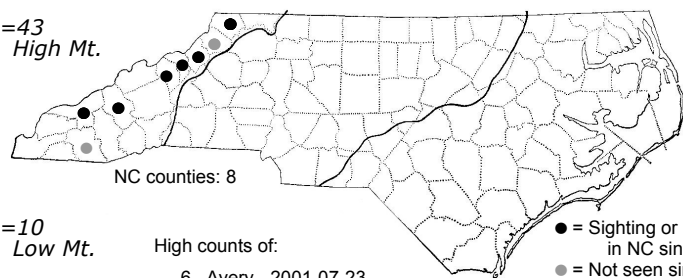 =43
High Mt.
NC counties: 8
=10
Low Mt.
High counts of:
6 - Avery - 2001-07-23
● = Sighting or
in NC sin
● = Not seen si